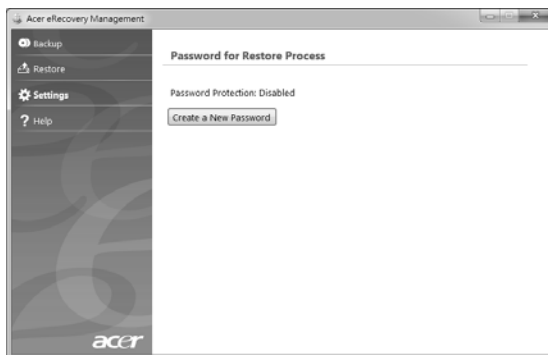 Acer eRecovery Management
Backup
Restore
Settings
Help
Password for Restore Process
Password Protection: Disabled
Create a New Password
acer